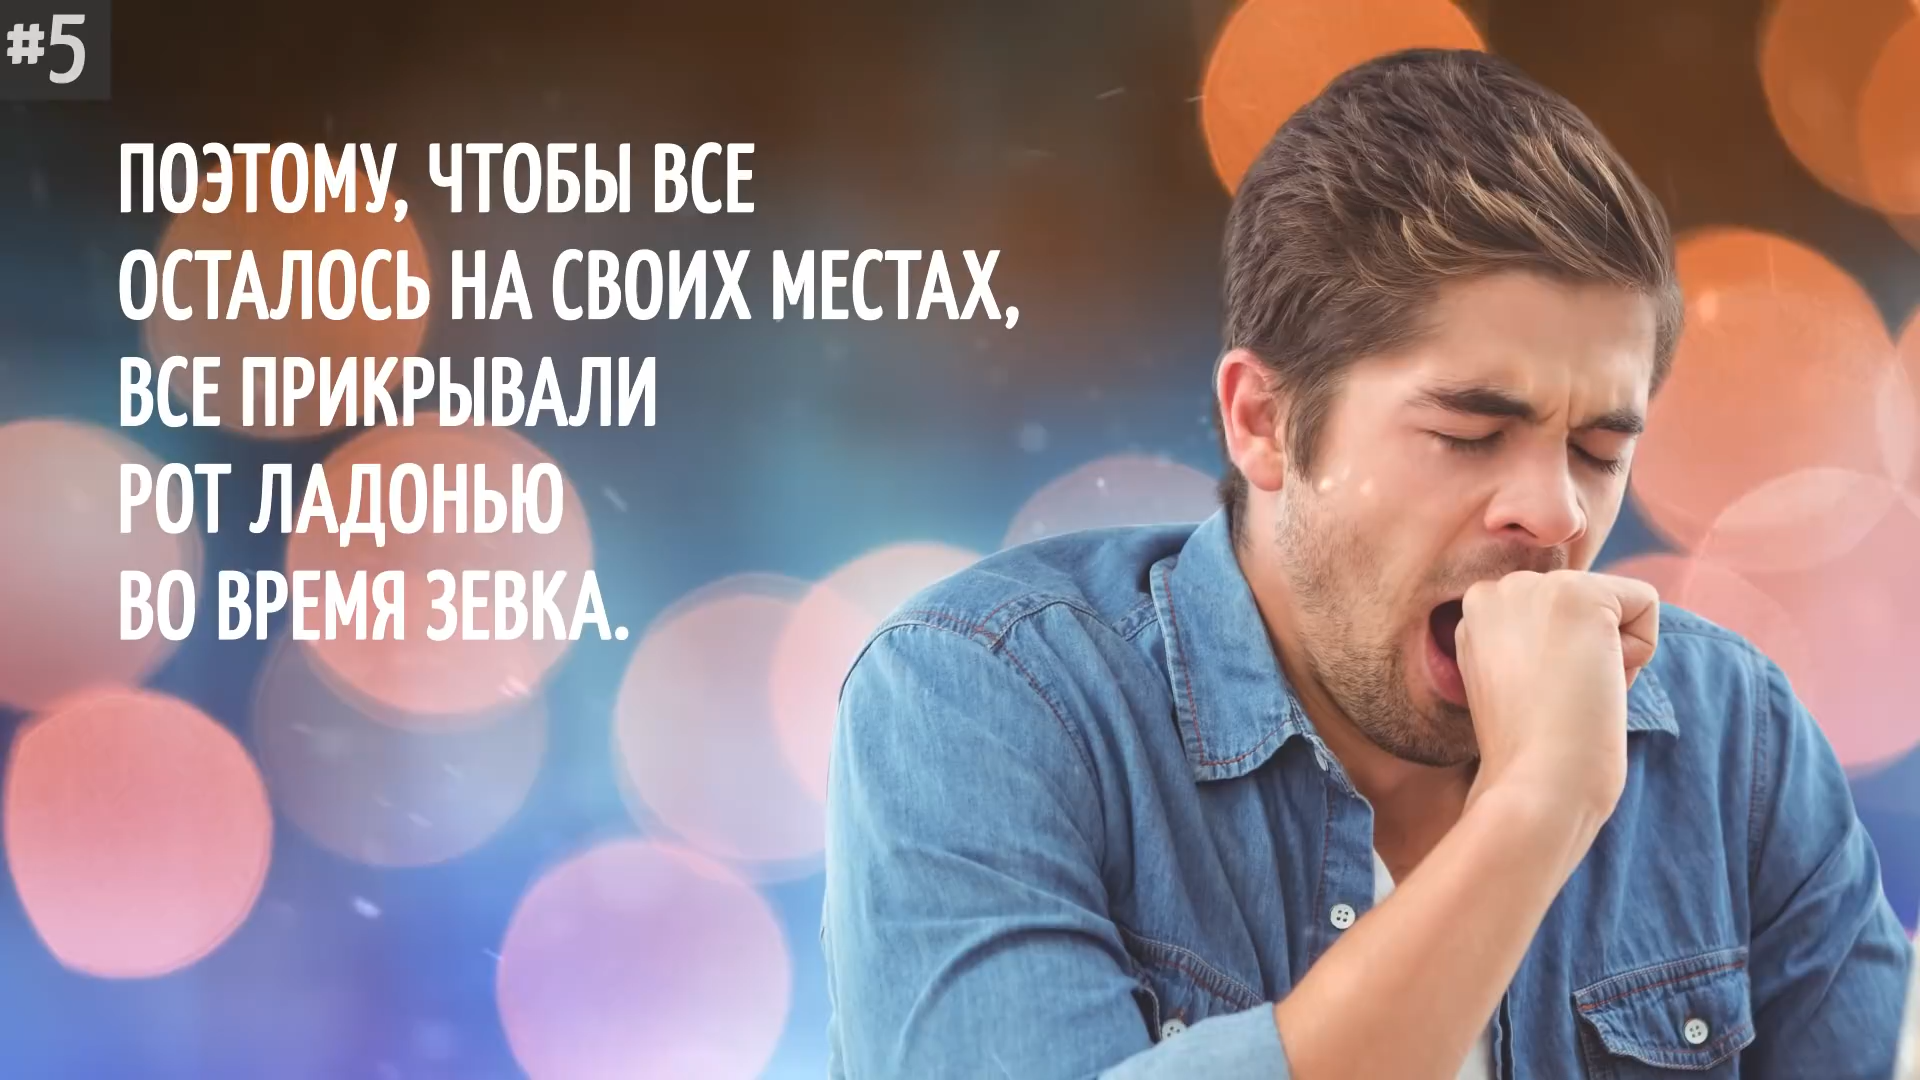 #5
ПОЭТОМУ, ЧТОБЫ ВСЕ
ОСТАЛОСЬ НА СВОИХ МЕСТАХ,
ВСЕ ПРИКРЫВАЛИ
РОТ ЛАДОНЬЮ
ВО ВРЕМЯ ЗЕВКА.